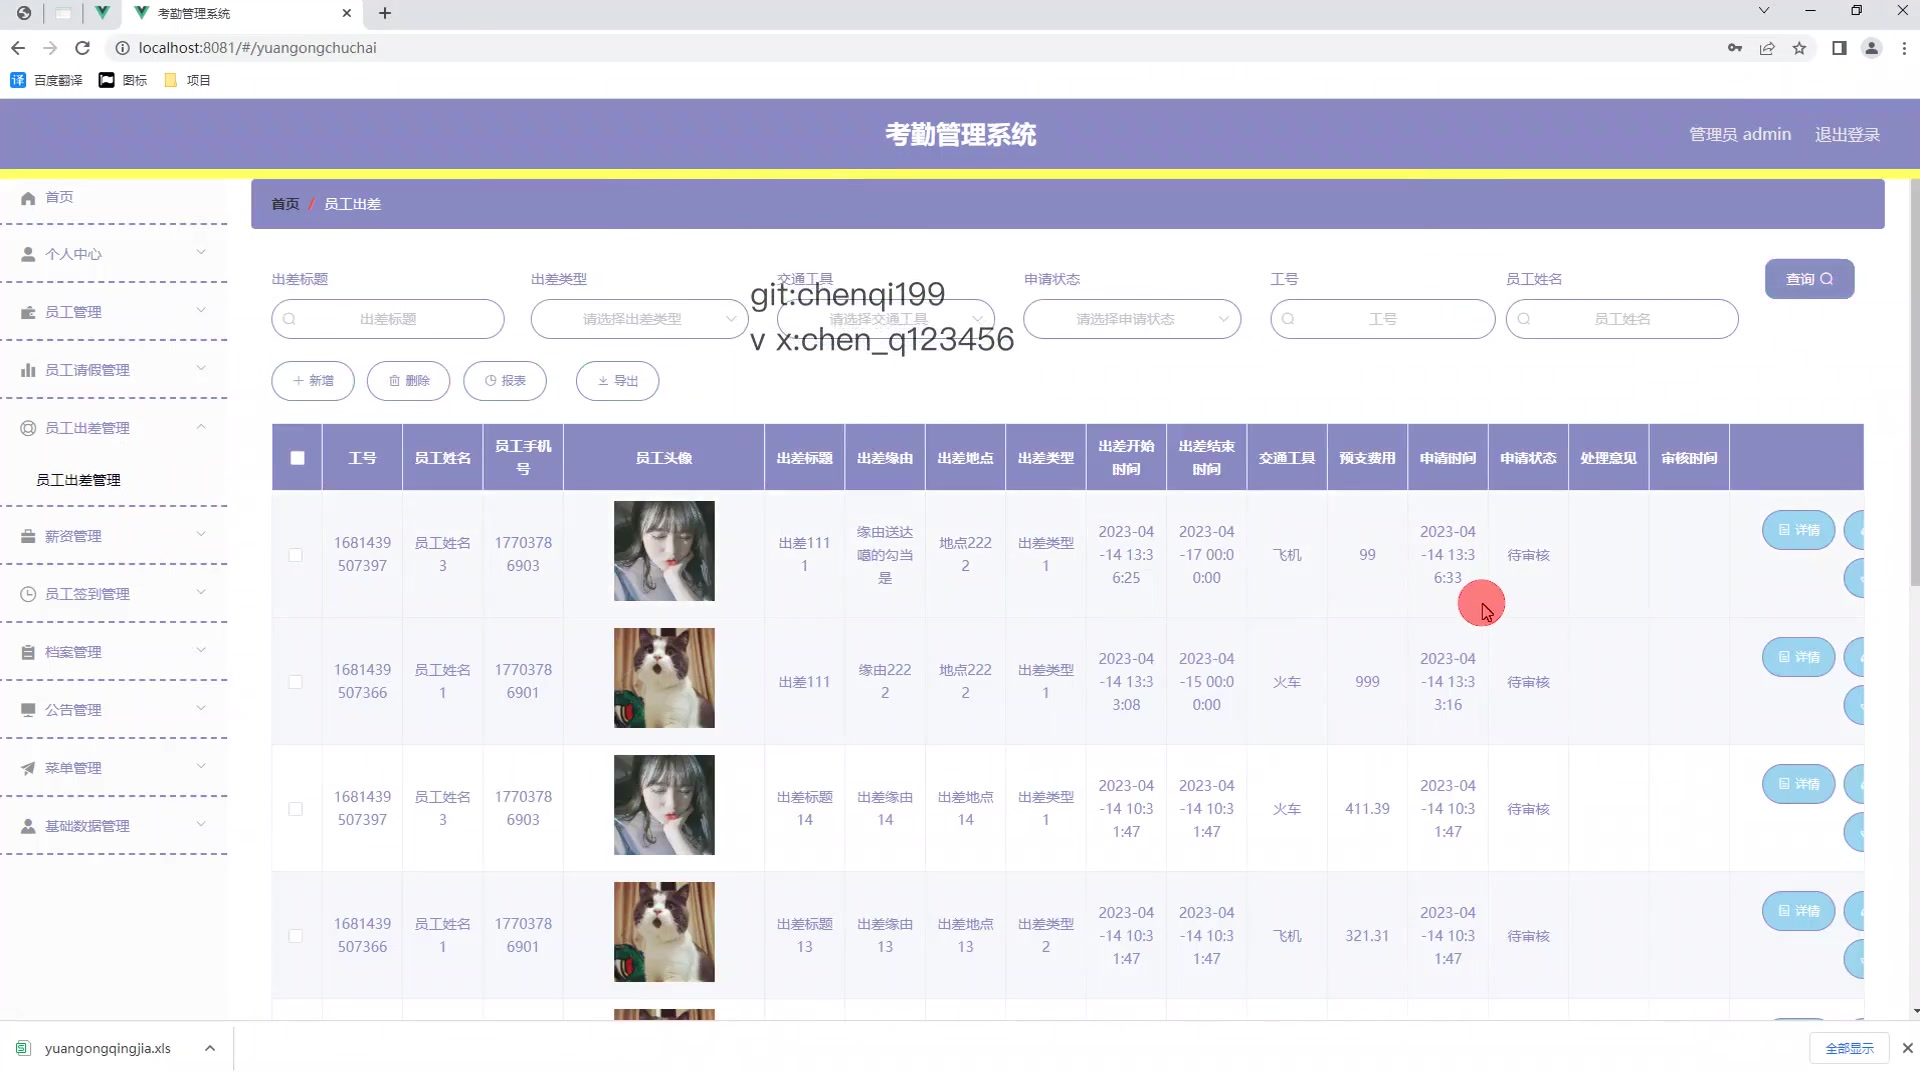 考勤管理系统
localhost:8081/#/yuangongchuchai
百度翻译 图标 项目
考勤管理系统
管理员 admin 退出登录
首页
个人中心
员工管理
员工请假管理
员工出差管理
员工出差管理
薪资管理
员工签到管理
档案管理
公告管理
菜单管理
基础数据管理
首页 / 员工出差
出差标题 出差类型 交通工具 申请状态 工号 员工姓名
出差标题 请选择出差类型 请选择交通工具 请选择申请状态 工号 员工姓名
查询
git:chenqi199
v x:chen_q123456
新增 删除 报表 导出
工号 员工姓名 员工手机号 员工头像 出差标题 出差缘由 出差地点 出差类型 出差开始时间 出差结束时间 交通工具 预支费用 申请时间 申请状态 处理意见 审核时间
1681439507397 员工姓名3 17703786903 出差1111 缘由送达噶的勾当是 地点2222 出差类型1 2023-04-14 13:36:25 2023-04-17 00:00:00 飞机 99 2023-04-14 13:36:33 待审核 详情
1681439507366 员工姓名1 17703786901 出差111 缘由2222 地点2222 出差类型1 2023-04-14 13:33:08 2023-04-15 00:00:00 火车 999 2023-04-14 13:33:16 待审核 详情
1681439507397 员工姓名3 17703786903 出差标题14 出差缘由14 出差地点14 出差类型1 2023-04-14 10:31:47 2023-04-14 10:31:47 火车 411.39 2023-04-14 10:31:47 待审核 详情
1681439507366 员工姓名1 17703786901 出差标题13 出差缘由13 出差地点13 出差类型2 2023-04-14 10:31:47 2023-04-14 10:31:47 飞机 321.31 2023-04-14 10:31:47 待审核 详情
yuangongqingjia.xls
全部显示